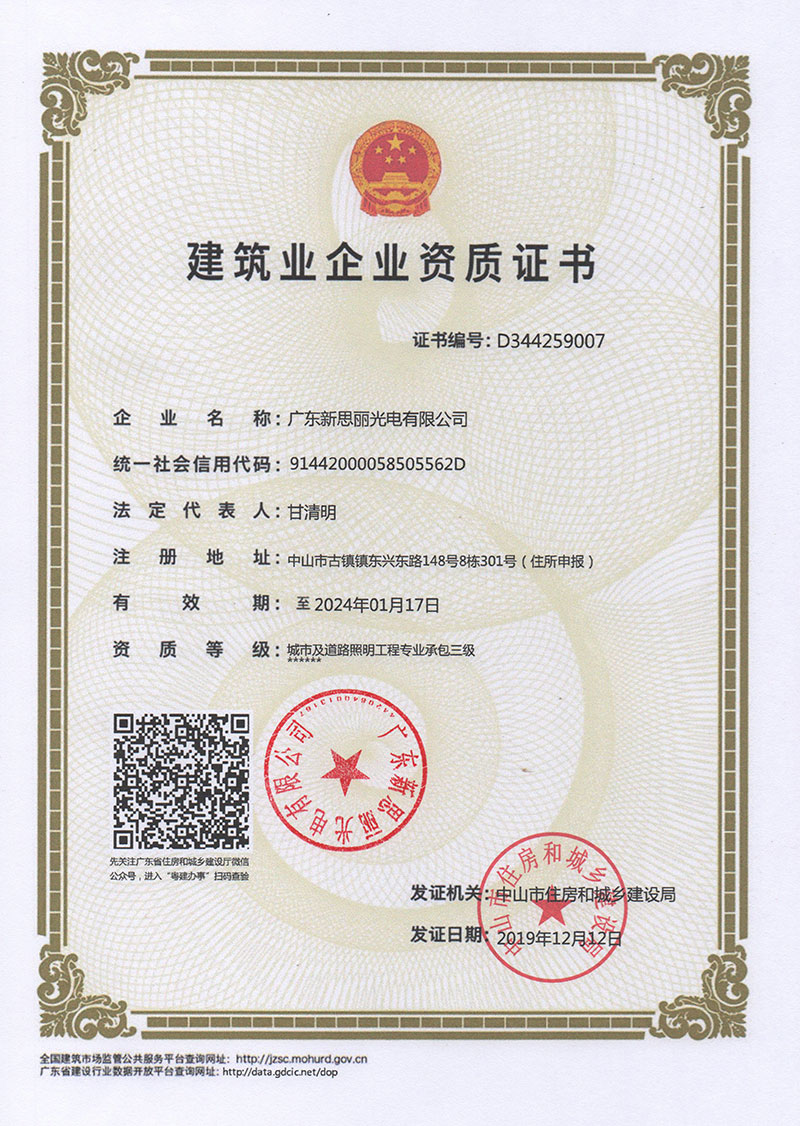 建筑业企业资质证书
证书编号：D344259007
企业名称：广东新思丽光电有限公司
统一社会信用代码：91442000058505562D
法定代表人：甘清明
注册地址：中山市古镇镇东兴东路148号8栋301号（住所申报）
有效期：至 2024年01月17日
资质等级：城市及道路照明工程专业承包三级
******
广东新思丽光电有限公司
先关注广东省住房和城乡建设厅微信
公众号，进入“粤建办事”扫码查验
中山市住房和城乡建设局
发证机关：中山市住房和城乡建设局
发证日期：2019年12月12日
全国建筑市场监管公共服务平台查询网址：http://jzsc.mohurd.gov.cn
广东省建设行业数据开放平台查询网址：http://data.gdcic.net/dop